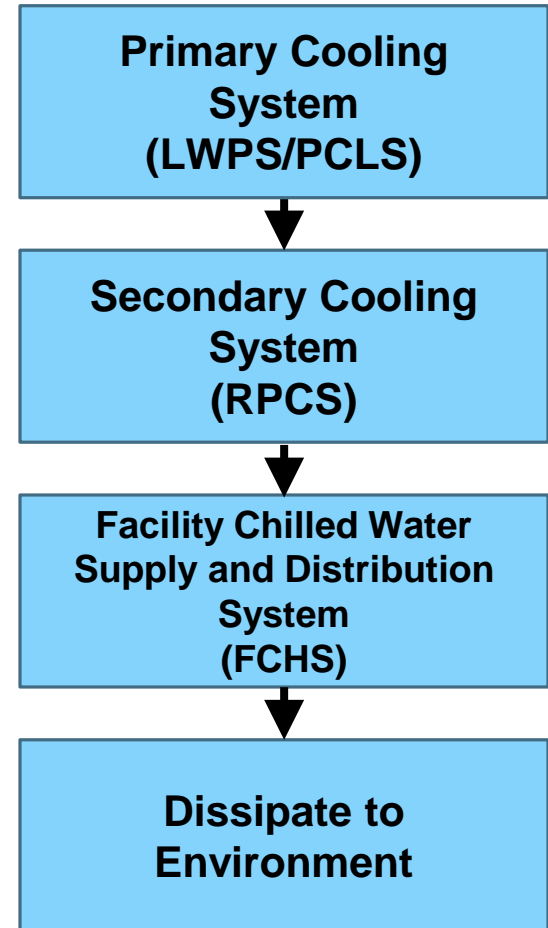 Primary Cooling
System
(LWPS/PCLS)
Secondary Cooling
System
(RPCS)
Facility Chilled Water
Supply and Distribution
System
(FCHS)
Dissipate to
Environment